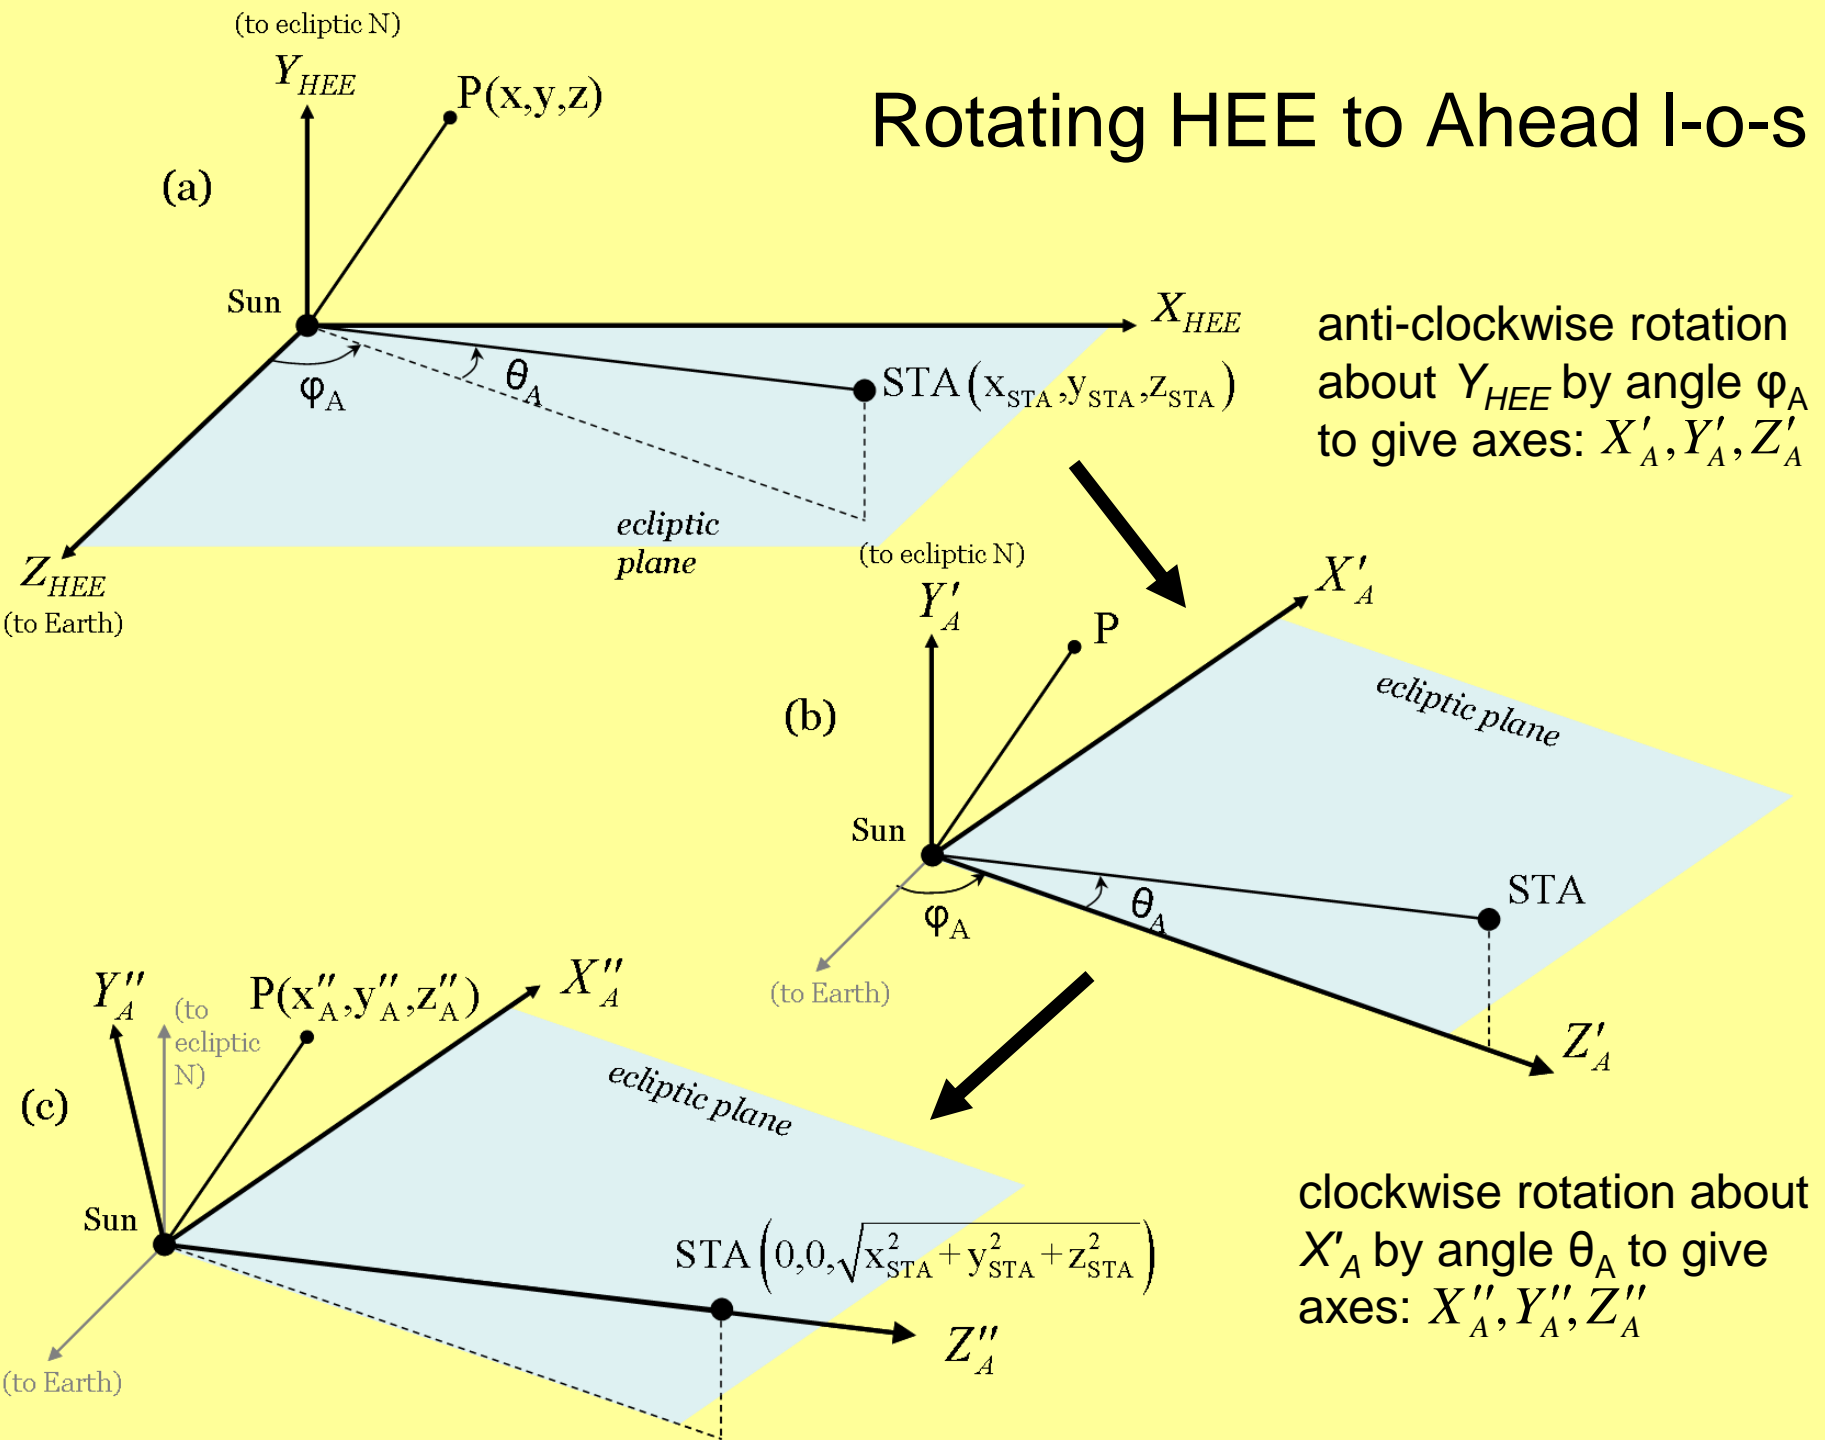 Rotating HEE to Ahead l-o-s
(to ecliptic N)
Y_HEE
P(x,y,z)
(a)
Sun
X_HEE
φ_A
θ_A
STA(x_STA,y_STA,z_STA)
ecliptic
plane
Z_HEE
(to Earth)
anti-clockwise rotation
about Y_HEE by angle φ_A
to give axes: X′_A,Y′_A,Z′_A
(to ecliptic N)
Y′_A
X′_A
P
ecliptic plane
(b)
Sun
STA
φ_A
θ_A
(to Earth)
Z′_A
Y″_A
(to
ecliptic
N)
P(x″_A,y″_A,z″_A)
X″_A
ecliptic plane
(c)
Sun
STA(0,0,√x²_STA+y²_STA+z²_STA)
Z″_A
(to Earth)
clockwise rotation about
X′_A by angle θ_A to give
axes: X″_A,Y″_A,Z″_A